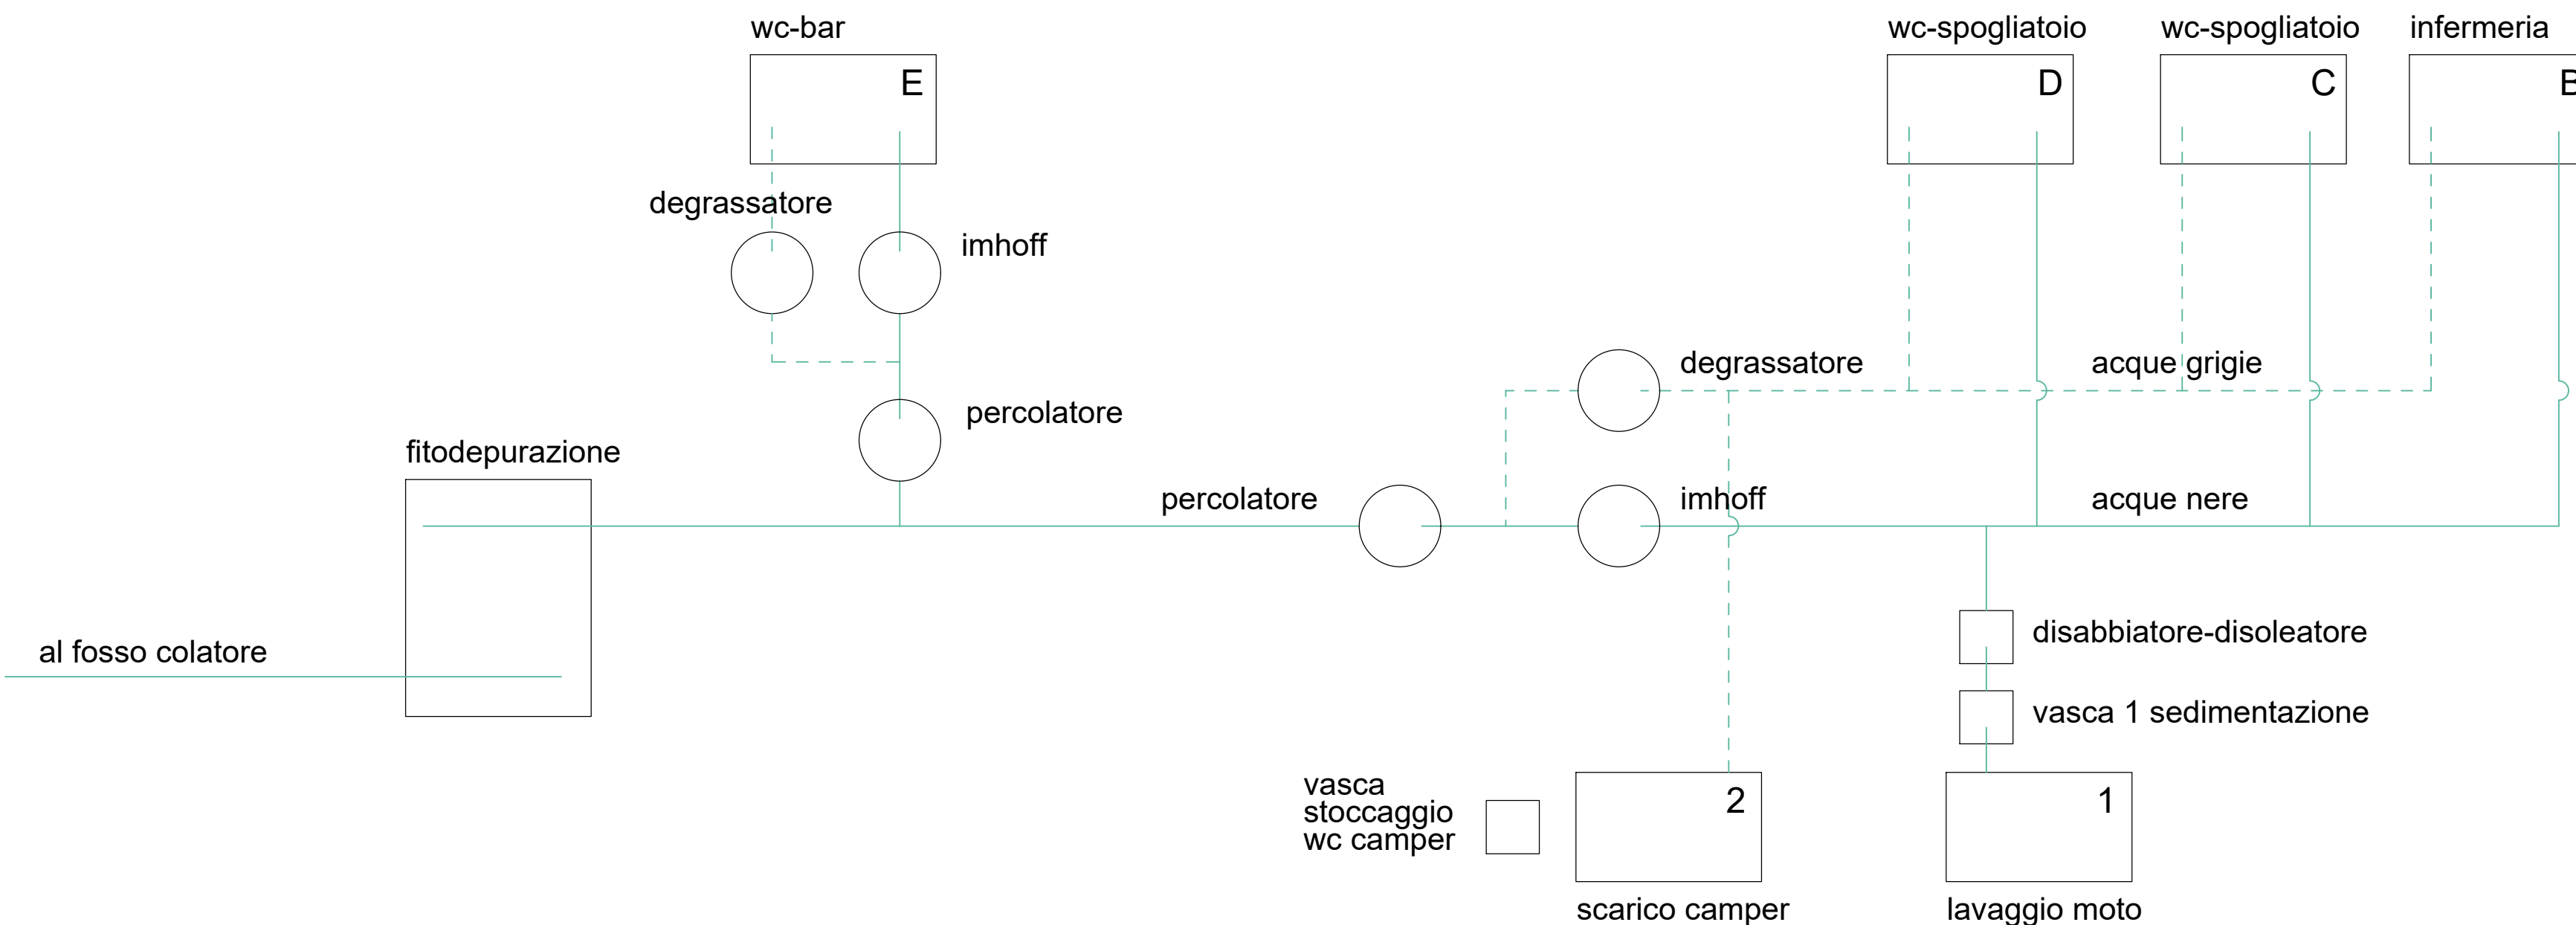 wc-bar
wc-spogliatoio
wc-spogliatoio
infermeria
E
D
C
B
degrassatore
imhoff
degrassatore
acque grigie
percolatore
fitodepurazione
percolatore
imhoff
acque nere
disabbiatore-disoleatore
al fosso colatore
vasca 1 sedimentazione
vasca
stoccaggio
wc camper
2
1
scarico camper
lavaggio moto